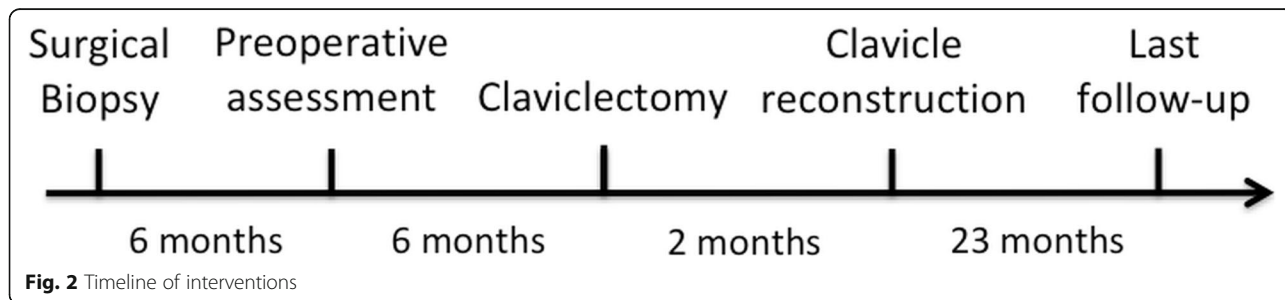 Surgical Biopsy
Preoperative assessment
Claviclectomy
Clavicle reconstruction
Last follow-up
6 months
6 months
2 months
23 months
Fig. 2 Timeline of interventions